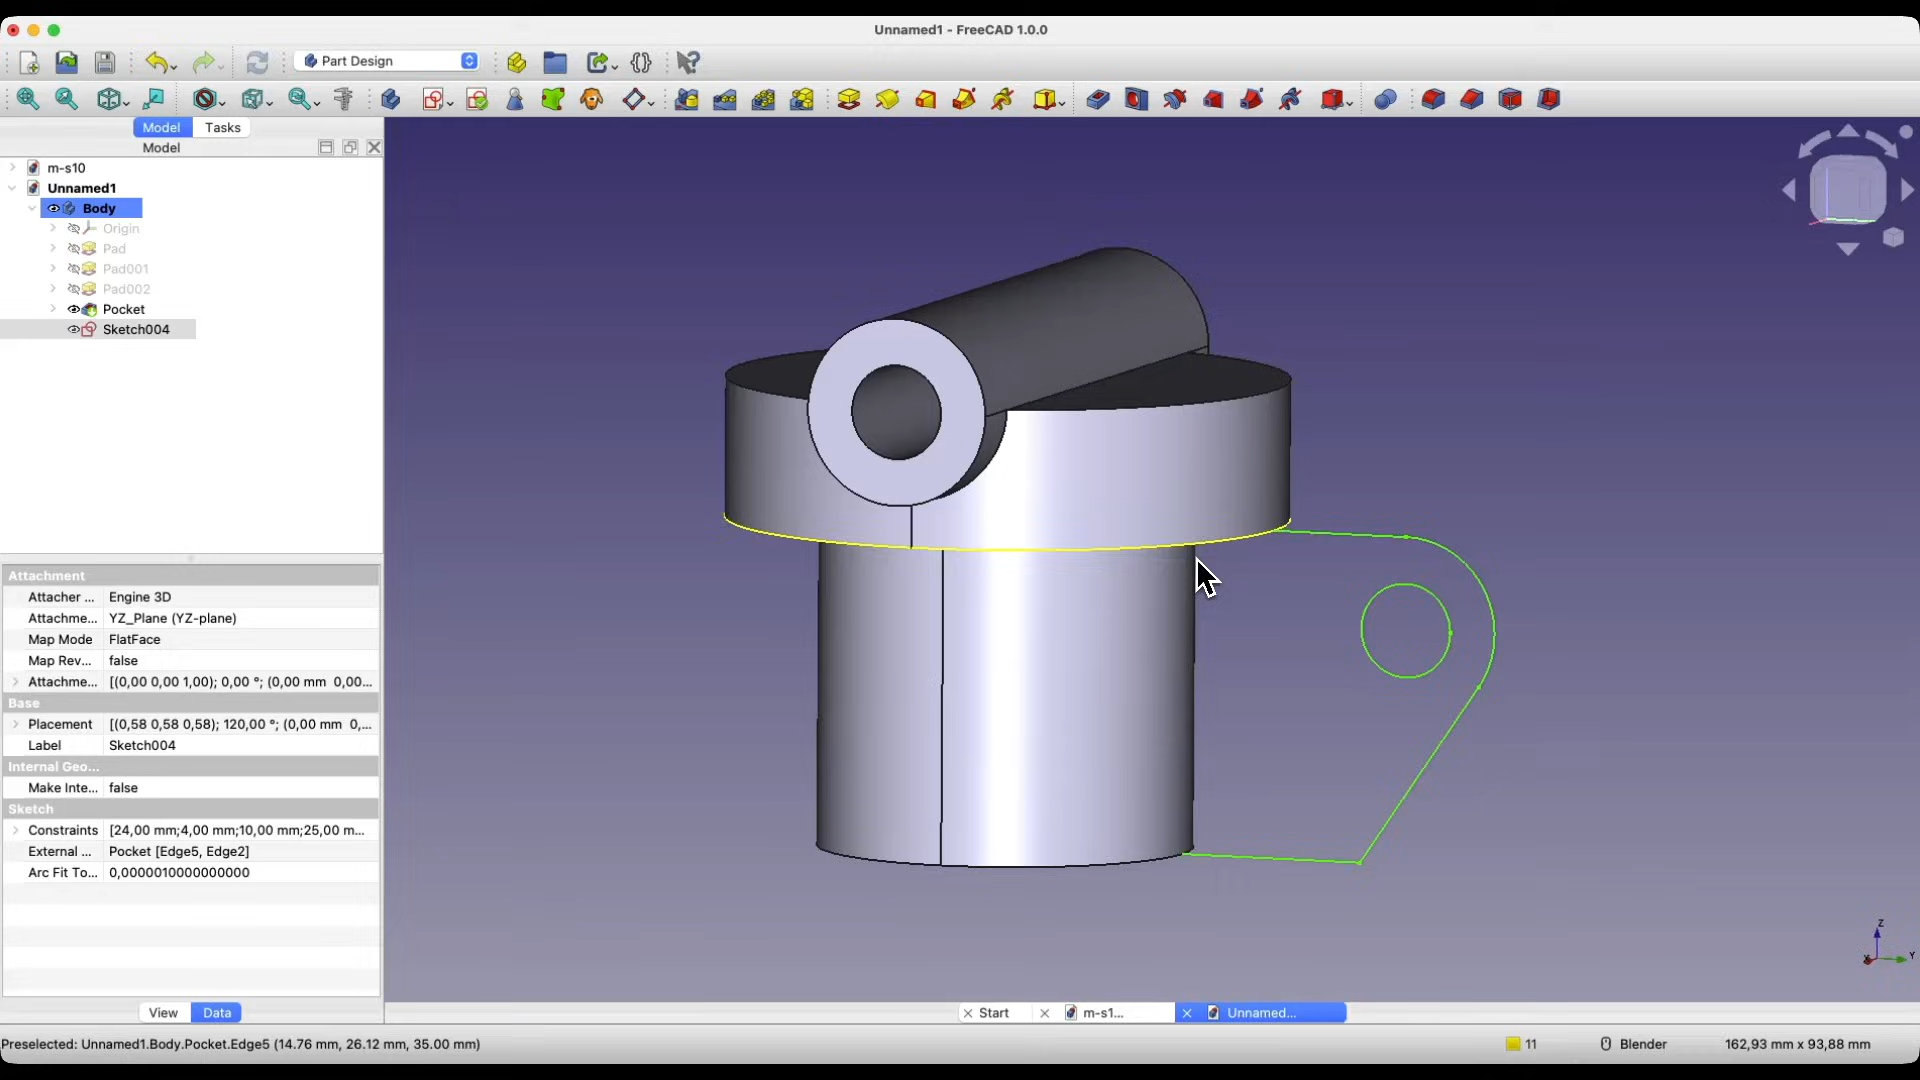 Unnamed1 - FreeCAD 1.0.0
Part Design
Model
Tasks
Model
m-s10
Unnamed1
Body
Origin
Pad
Pad001
Pad002
Pocket
Sketch004
Attachment
Attacher ... Engine 3D
Attachme... YZ_Plane (YZ-plane)
Map Mode FlatFace
Map Rev... false
Attachme... [(0,00 0,00 1,00); 0,00 °; (0,00 mm 0,00...
Base
Placement [(0,58 0,58 0,58); 120,00 °; (0,00 mm 0,...
Label Sketch004
Internal Geo...
Make Inte... false
Sketch
Constraints [24,00 mm;4,00 mm;10,00 mm;25,00 m...
External ... Pocket [Edge5, Edge2]
Arc Fit To... 0,0000010000000000
Z
X Y
View
Data
Start
m-s1...
Unnamed...
Preselected: Unnamed1.Body.Pocket.Edge5 (14.76 mm, 26.12 mm, 35.00 mm)
11
Blender
162,93 mm x 93,88 mm